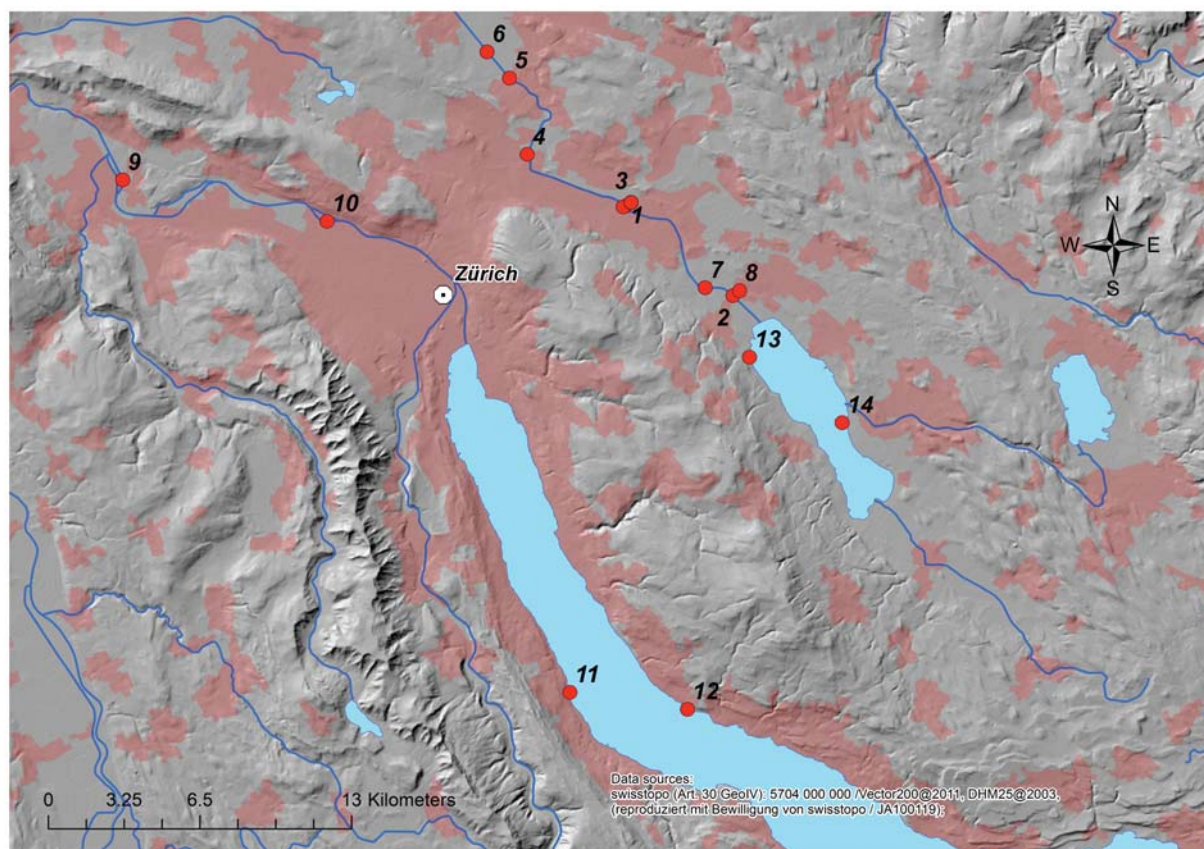 6
5
4
9
3
10
1
N
W E
S
Zürich
7 8
2
13
14
11
12
Data sources:
swisstopo (Art. 30 GeoIV): 5704 000 000 /Vector200@2011, DHM25@2003,
(reproduziert mit Bewilligung von swisstopo / JA100119);
0 3.25 6.5 13 Kilometers